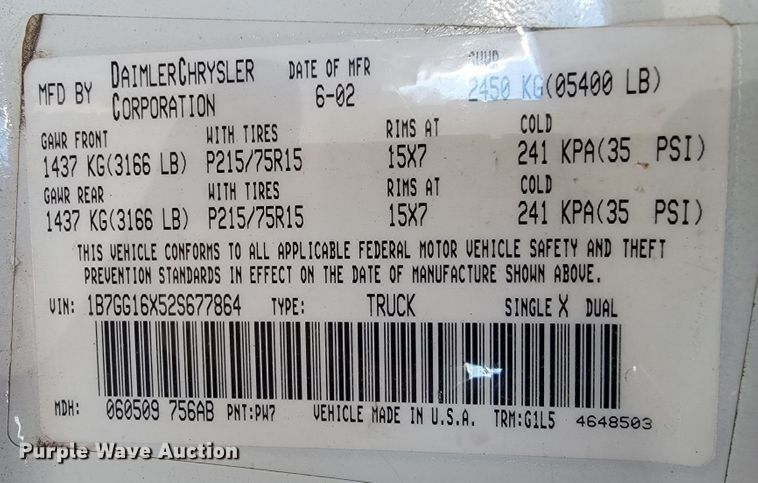 MFD BY DAIMLERCHRYSLER CORPORATION DATE OF MFR 6-02 GVWR 2450 KG(05400 LB)
GAWR FRONT WITH TIRES RIMS AT COLD
1437 KG(3166 LB) P215/75R15 15X7 241 KPA(35 PSI)
GAWR REAR WITH TIRES RIMS AT COLD
1437 KG(3166 LB) P215/75R15 15X7 241 KPA(35 PSI)
THIS VEHICLE CONFORMS TO ALL APPLICABLE FEDERAL MOTOR VEHICLE SAFETY AND THEFT
PREVENTION STANDARDS IN EFFECT ON THE DATE OF MANUFACTURE SHOWN ABOVE.
VIN: 1B7GG16X52S677864 TYPE: TRUCK SINGLE X DUAL
MDH: 060509 756AB PNT:PW7 VEHICLE MADE IN U.S.A. TRM:G1L5 4648503
Purple Wave Auction